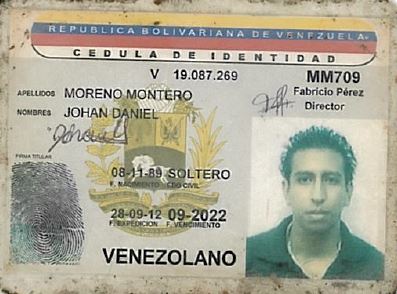 REPUBLICA BOLIVARIANA DE VENEZUELA
CEDULA DE IDENTIDAD
V 19.087.269 MM709
APELLIDOS MORENO MONTERO Fabricio Pérez
Director
NOMBRES JOHAN DANIEL
FIRMA TITULAR
08-11-89 SOLTERO
F. NACIMIENTO EDO CIVIL
28-09-12 09-2022
F. EXPEDICION F. VENCIMIENTO
VENEZOLANO